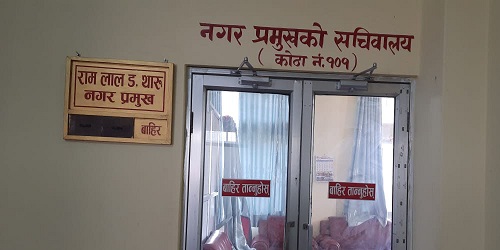 नगर प्रमुखको सचिवालय
( कोठा नं.१०१ )
राम लाल ड. थारू
नगर प्रमुख
बाहिर
बाहिर तान्नुहोस्
बाहिर तान्नुहोस्